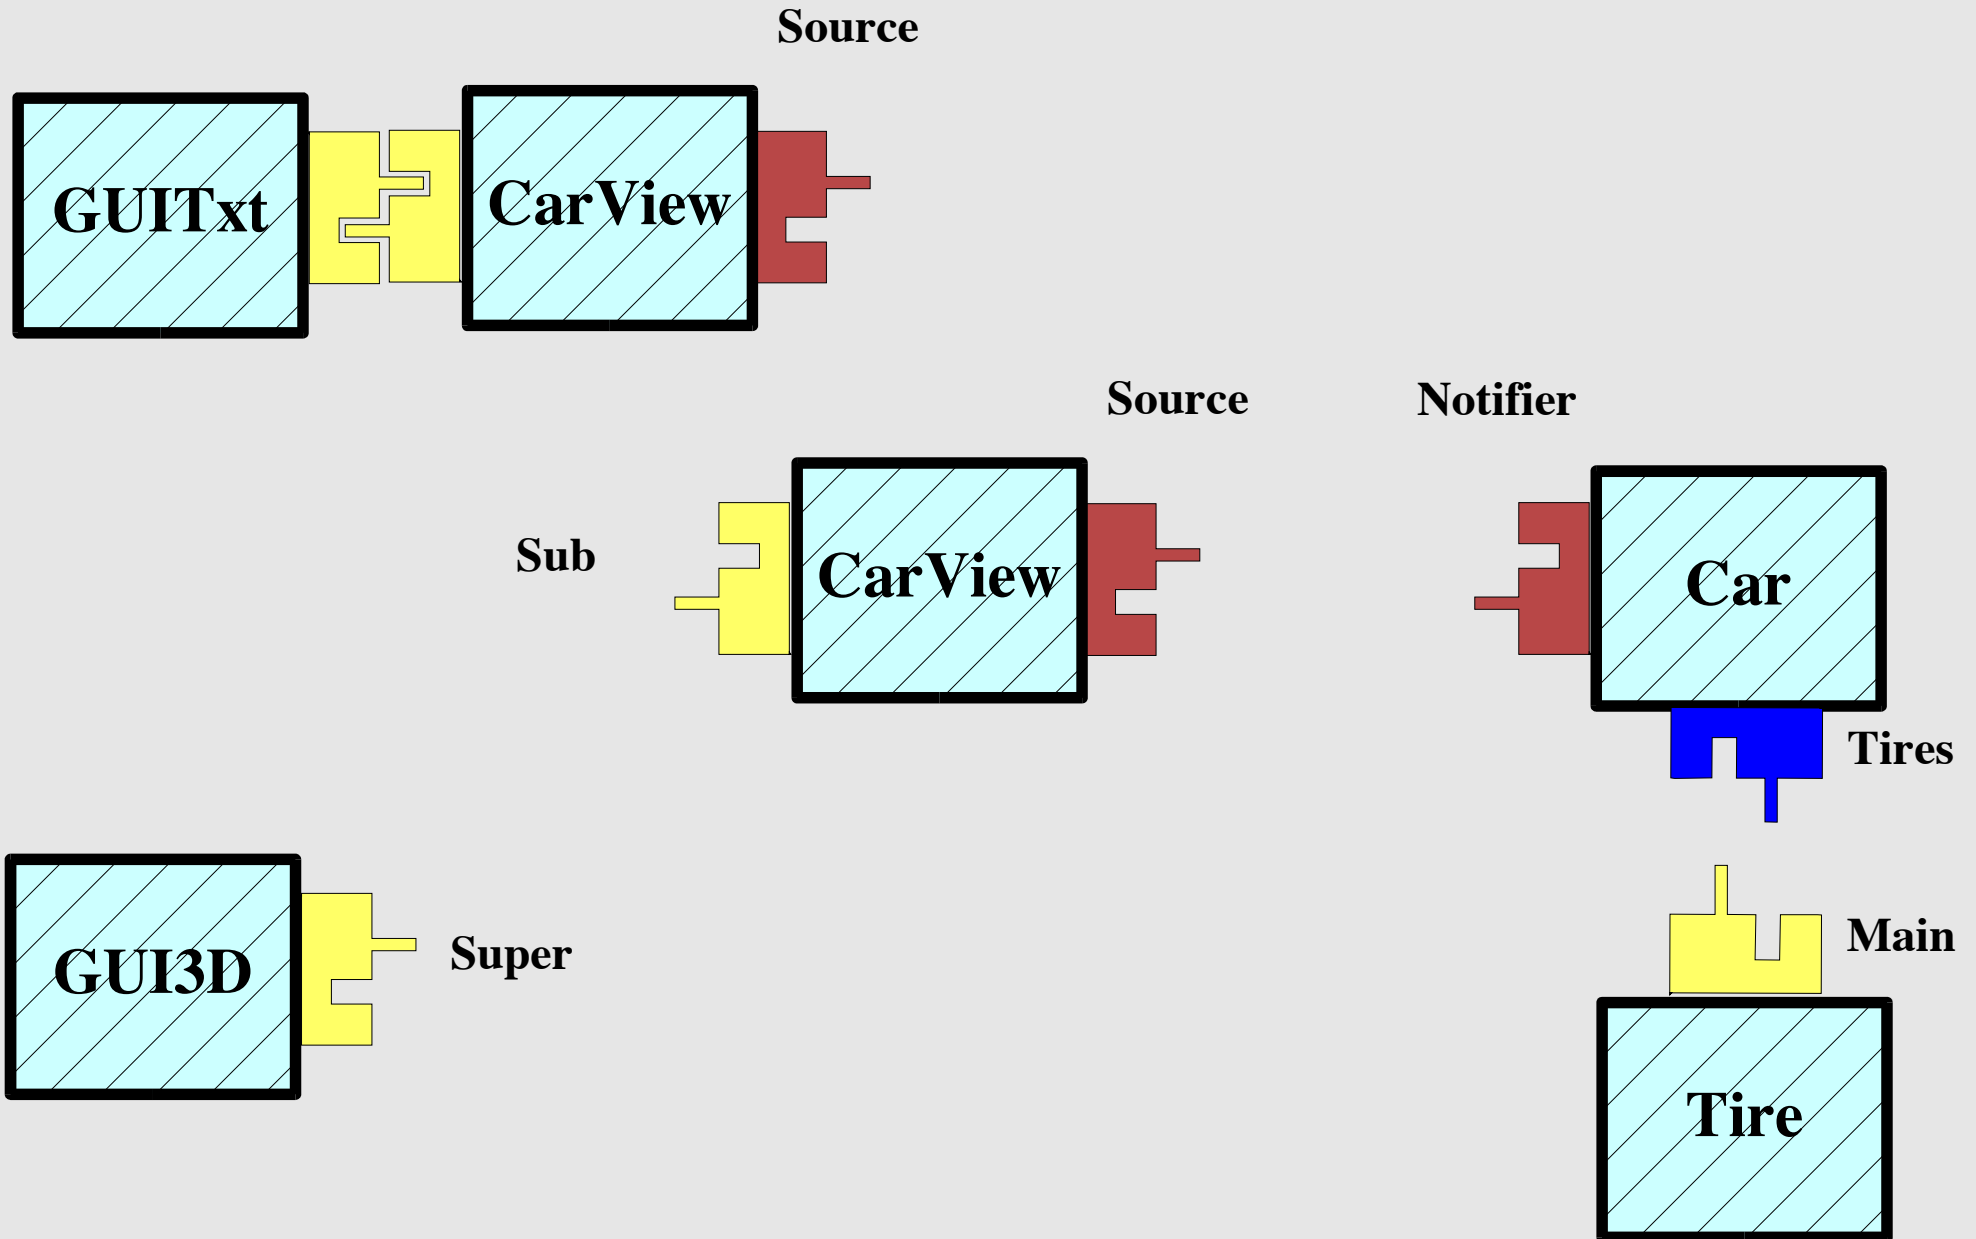 Source
GUITxt
CarView
Source
Notifier
Sub
CarView
Car
Tires
Super
GUI3D
Main
Tire